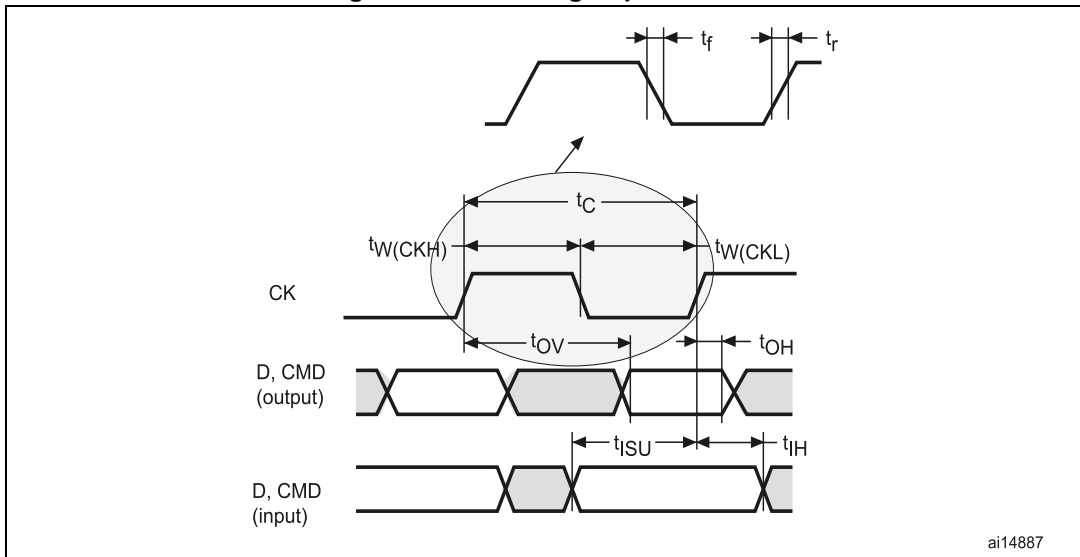 tf
tr
tC
tW(CKH)
tW(CKL)
CK
tOV
tOH
D, CMD
(output)
tISU
tIH
D, CMD
(input)
ai14887